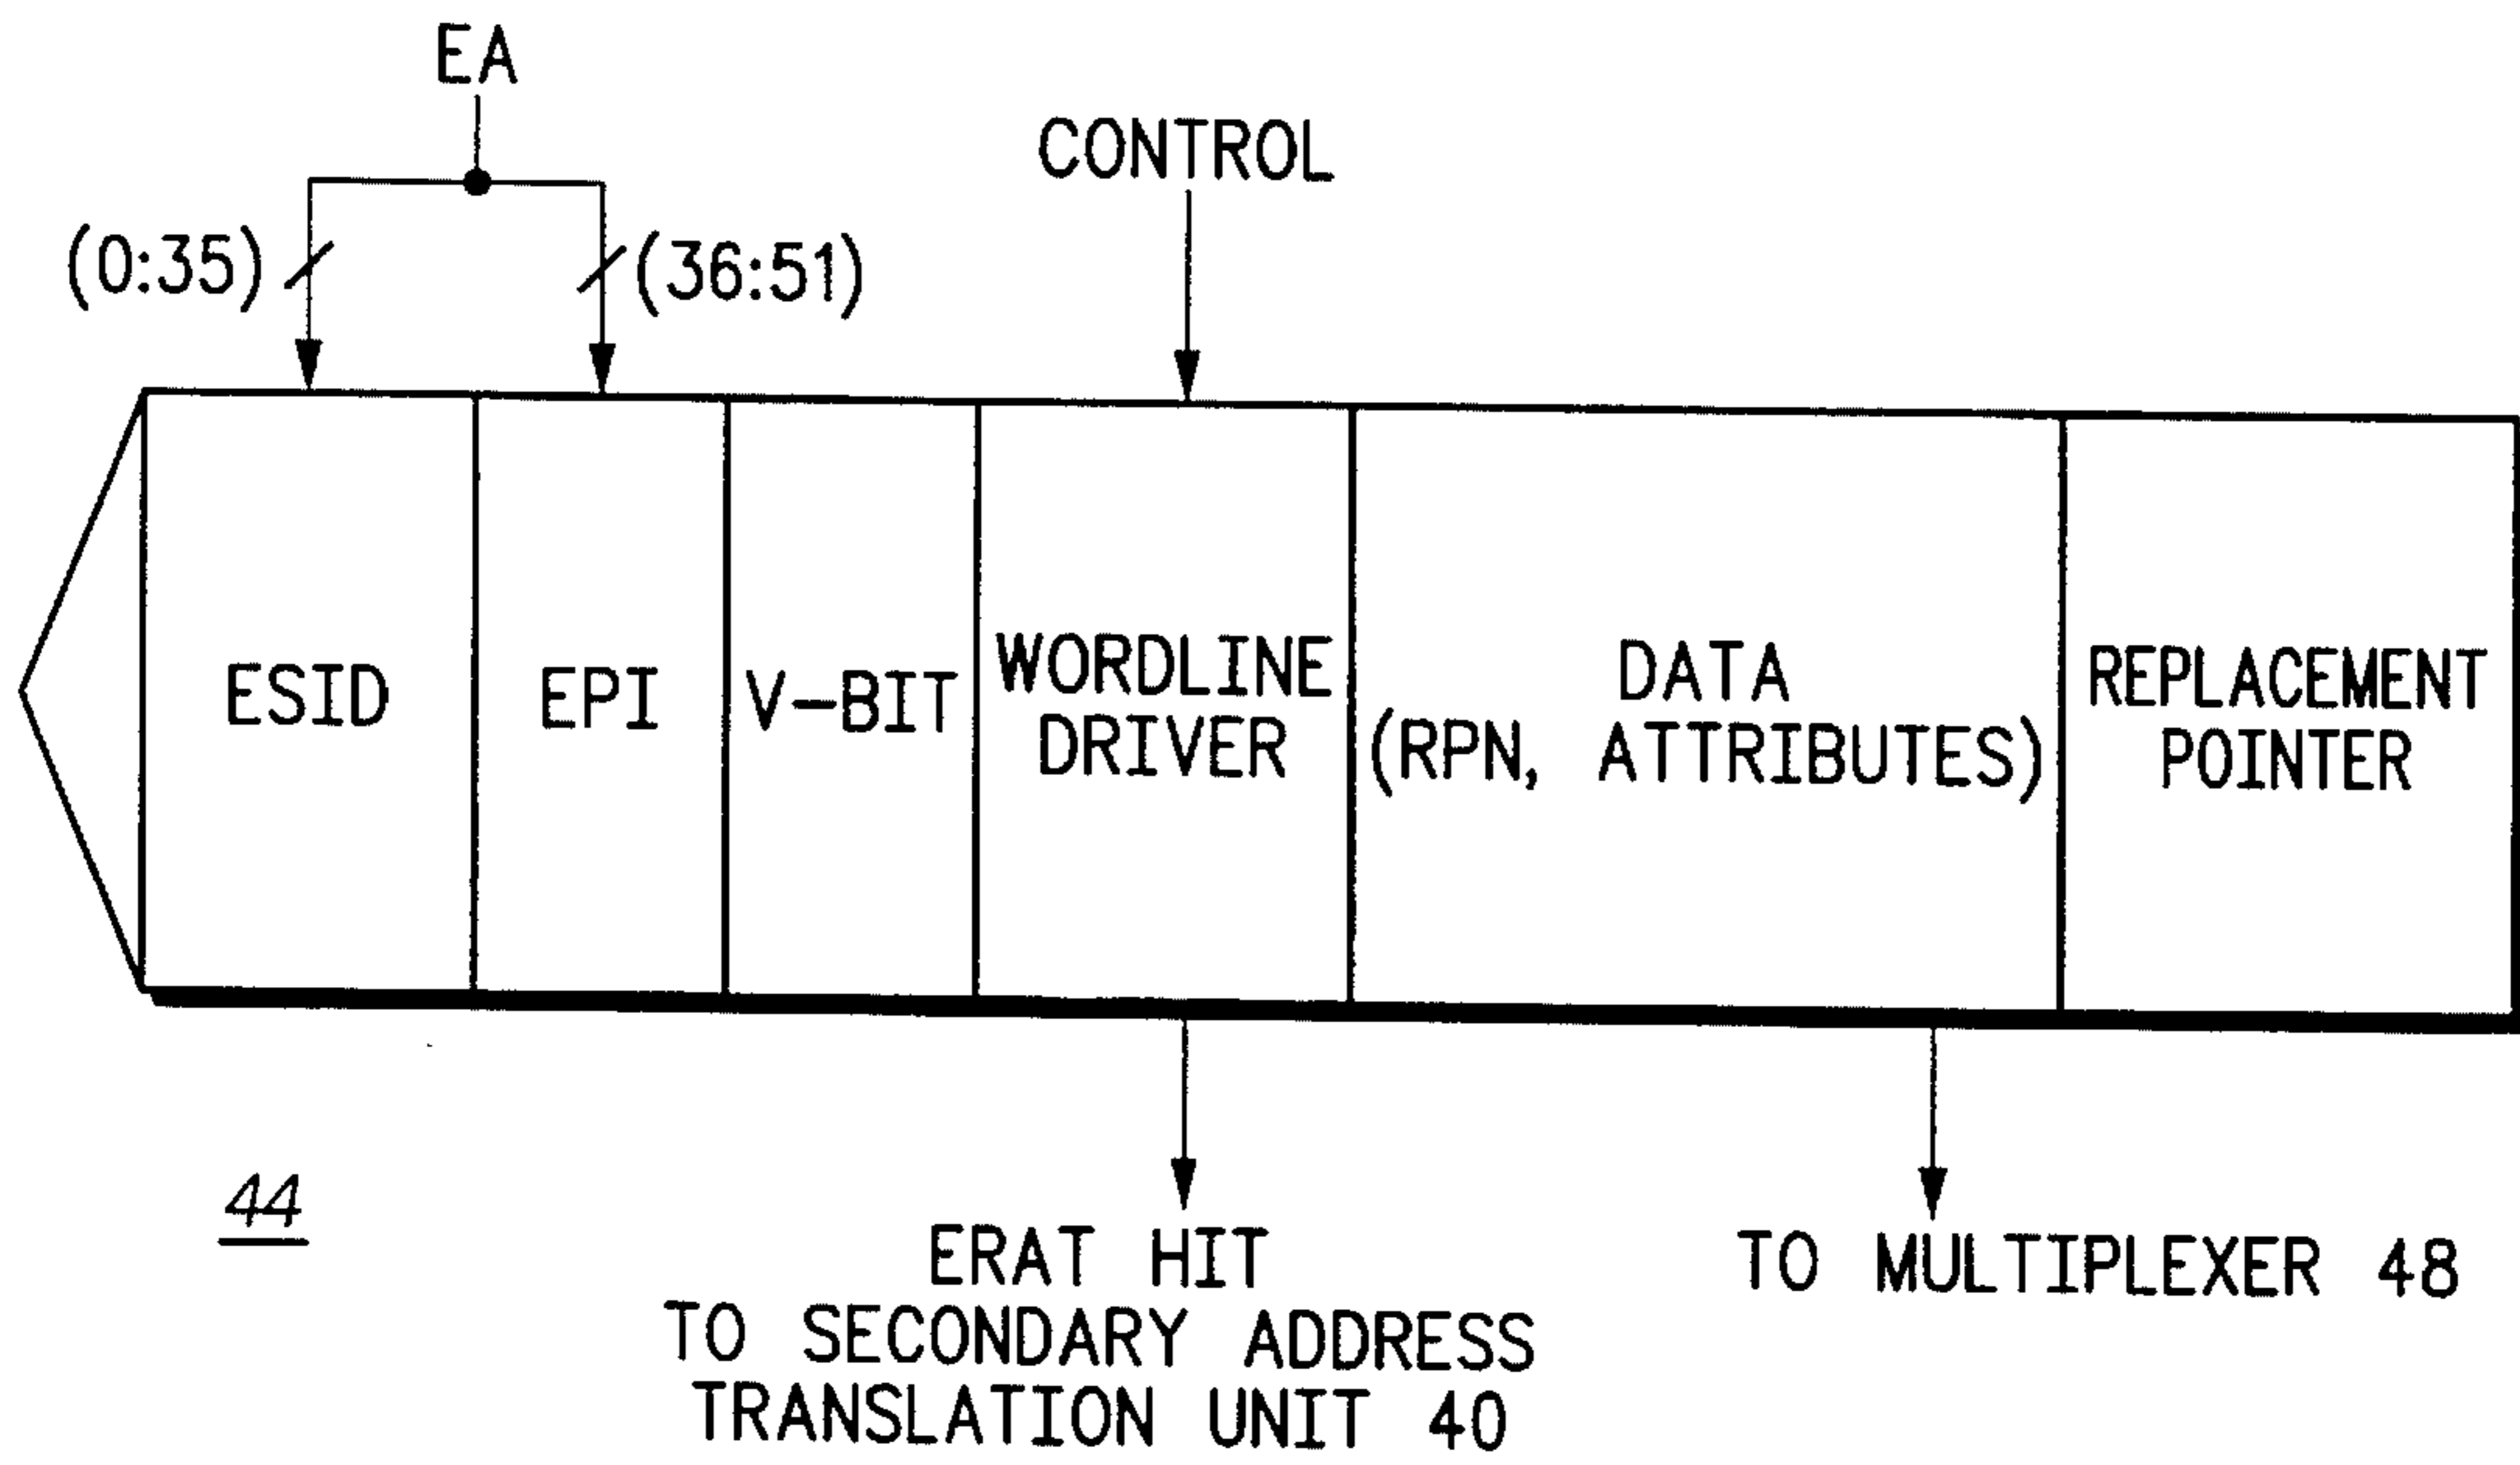 EA
CONTROL
(0:35)
(36:51)
ESID
EPI
V-BIT
WORDLINE
DRIVER
DATA
(RPN, ATTRIBUTES)
REPLACEMENT
POINTER
44
ERAT HIT
TO SECONDARY ADDRESS
TRANSLATION UNIT 40
TO MULTIPLEXER 48